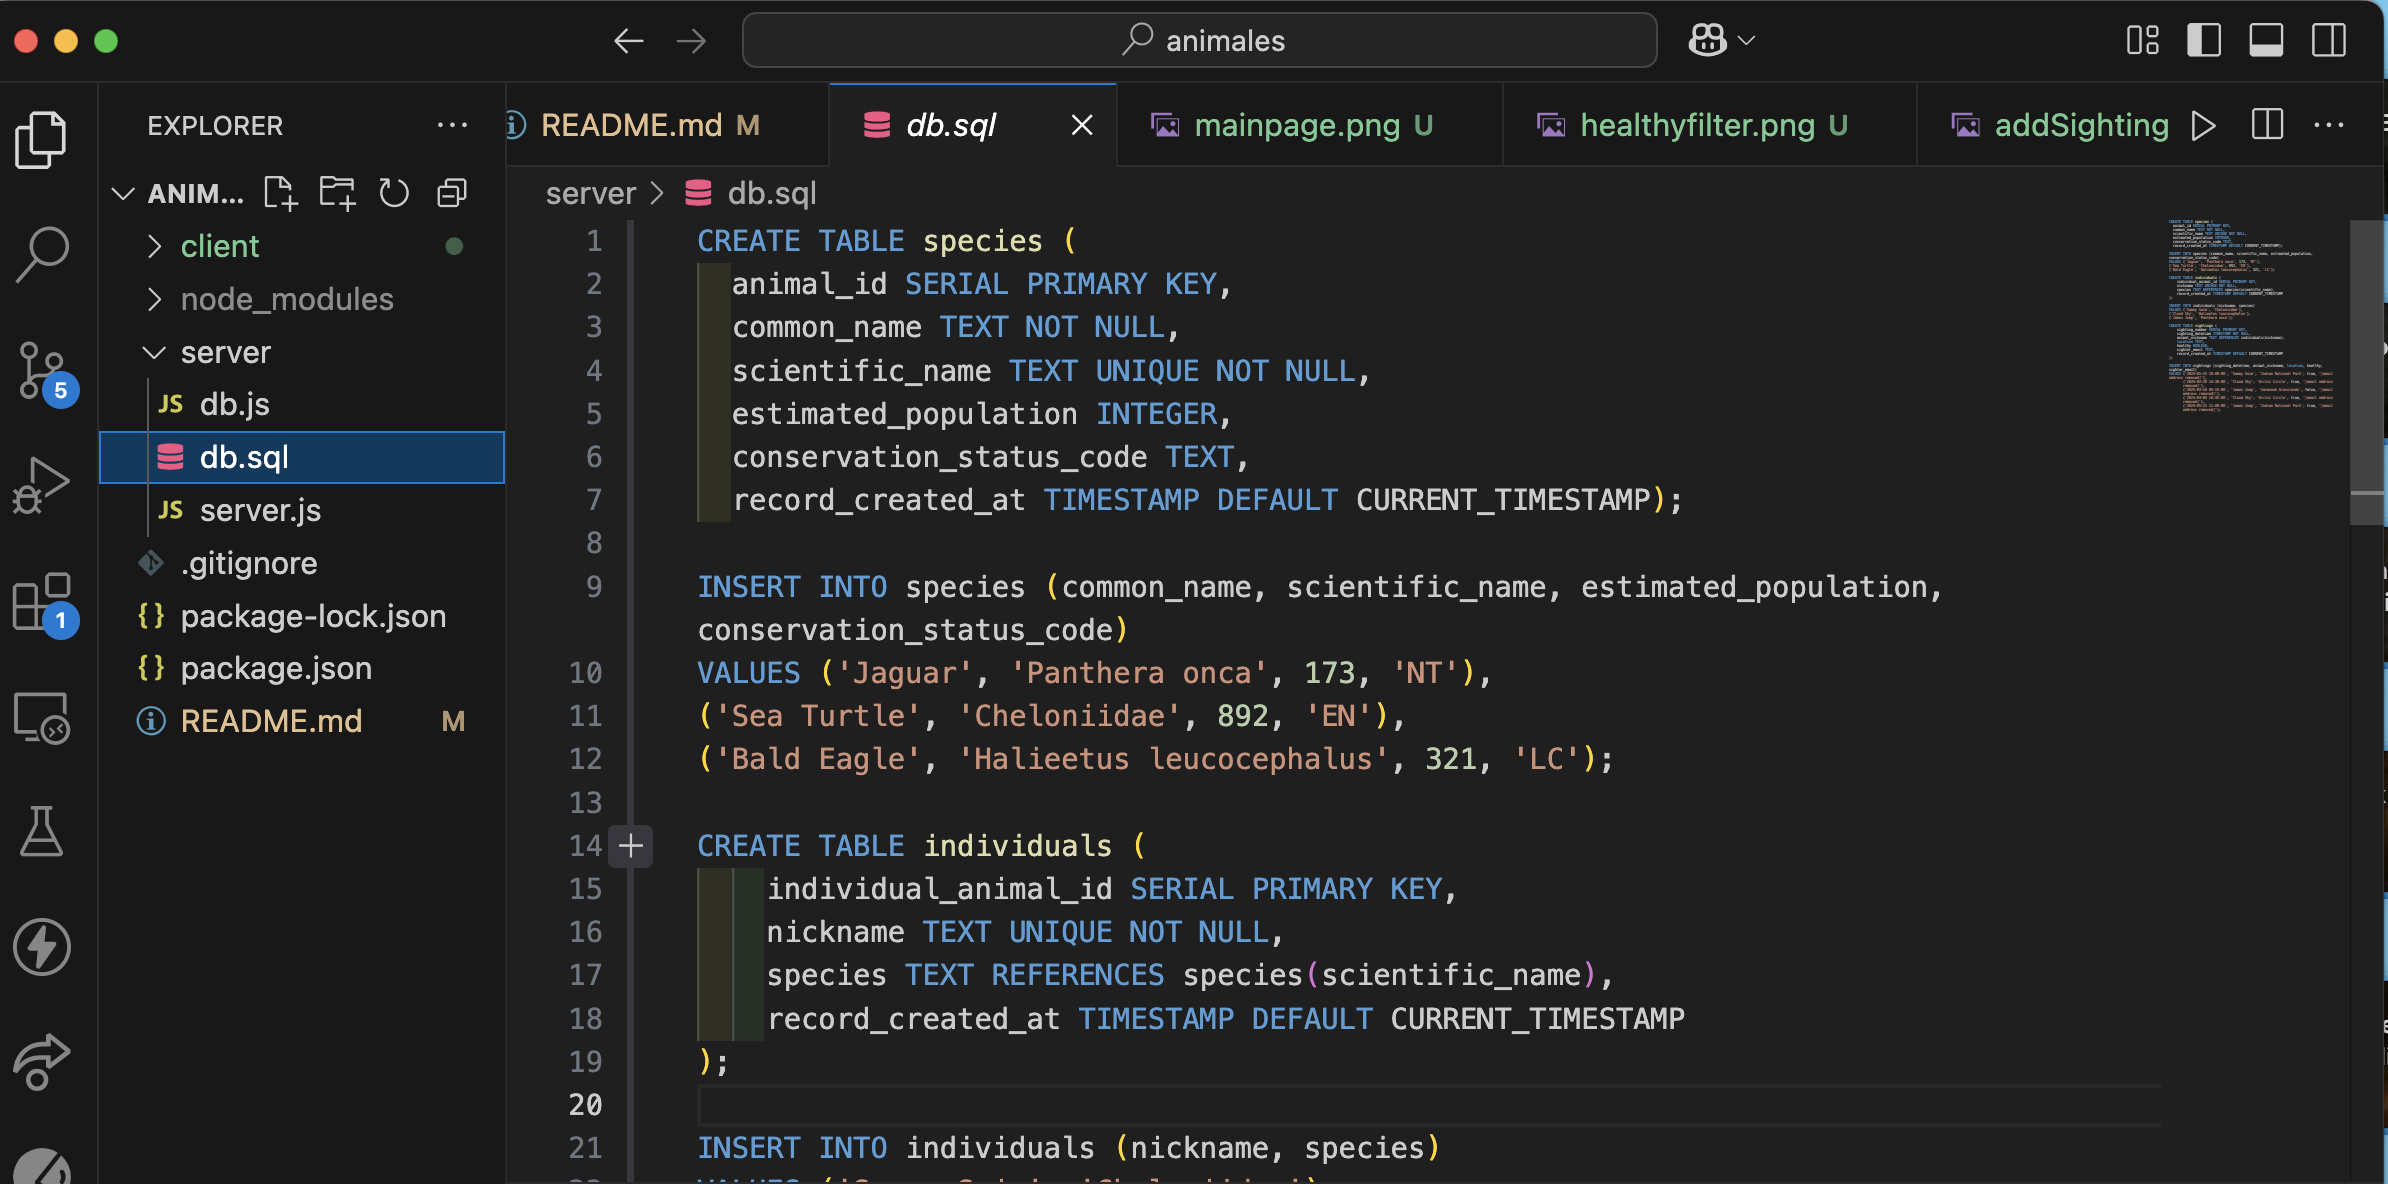 animales
EXPLORER
README.md M
db.sql
mainpage.png U
healthyfilter.png U
addSighting
ANIM...
server > db.sql
client
node_modules
server
JS db.js
db.sql
JS server.js
.gitignore
{} package-lock.json
{} package.json
README.md M
5
1
1 CREATE TABLE species (
2 animal_id SERIAL PRIMARY KEY,
3 common_name TEXT NOT NULL,
4 scientific_name TEXT UNIQUE NOT NULL,
5 estimated_population INTEGER,
6 conservation_status_code TEXT,
7 record_created_at TIMESTAMP DEFAULT CURRENT_TIMESTAMP);
8
9 INSERT INTO species (common_name, scientific_name, estimated_population,
conservation_status_code)
10 VALUES ('Jaguar', 'Panthera onca', 173, 'NT'),
11 ('Sea Turtle', 'Cheloniidae', 892, 'EN'),
12 ('Bald Eagle', 'Halieetus leucocephalus', 321, 'LC');
13
14 CREATE TABLE individuals (
15 individual_animal_id SERIAL PRIMARY KEY,
16 nickname TEXT UNIQUE NOT NULL,
17 species TEXT REFERENCES species(scientific_name),
18 record_created_at TIMESTAMP DEFAULT CURRENT_TIMESTAMP
19 );
20
21 INSERT INTO individuals (nickname, species)